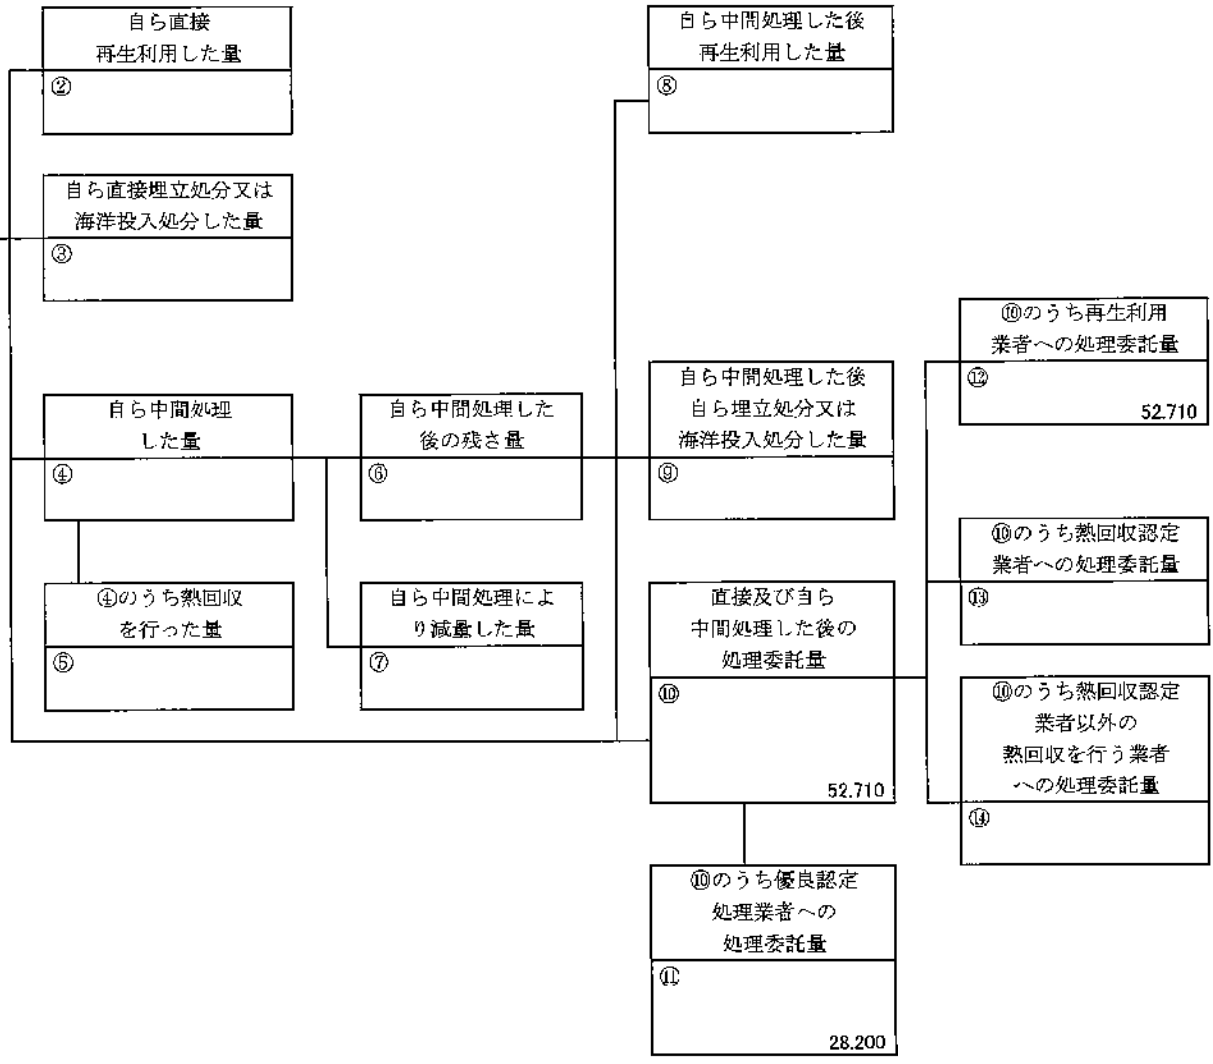 自ら直接
再生利用した量
②
自ら中間処理した後
再生利用した量
⑧
自ら直接埋立処分又は
海洋投入処分した量
③
⑩のうち再生利用
業者への処理委託量
⑫
52.710
自ら中間処理
した量
④
自ら中間処理した
後の残さ量
⑥
自ら中間処理した後
自ら埋立処分又は
海洋投入処分した量
⑨
⑩のうち熱回収認定
業者への処理委託量
⑬
④のうち熱回収
を行った量
⑤
自ら中間処理によ
り減量した量
⑦
直接及び自ら
中間処理した後の
処理委託量
⑩
52.710
⑩のうち熱回収認定
業者以外の
熱回収を行う業者
への処理委託量
⑭
⑩のうち優良認定
処理業者への
処理委託量
⑪
28.200